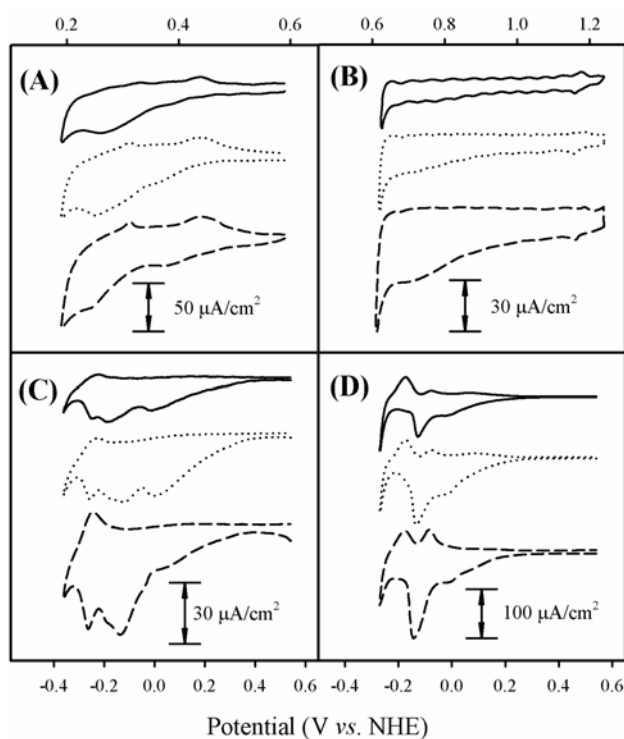 0.2 0.4 0.6 0.6 0.8 1.0 1.2
(A) (B)
50 µA/cm² 30 µA/cm²
(C) (D)
30 µA/cm² 100 µA/cm²
-0.4 -0.2 0.0 0.2 0.4 0.6 -0.4 -0.2 0.0 0.2 0.4 0.6
Potential (V vs. NHE)